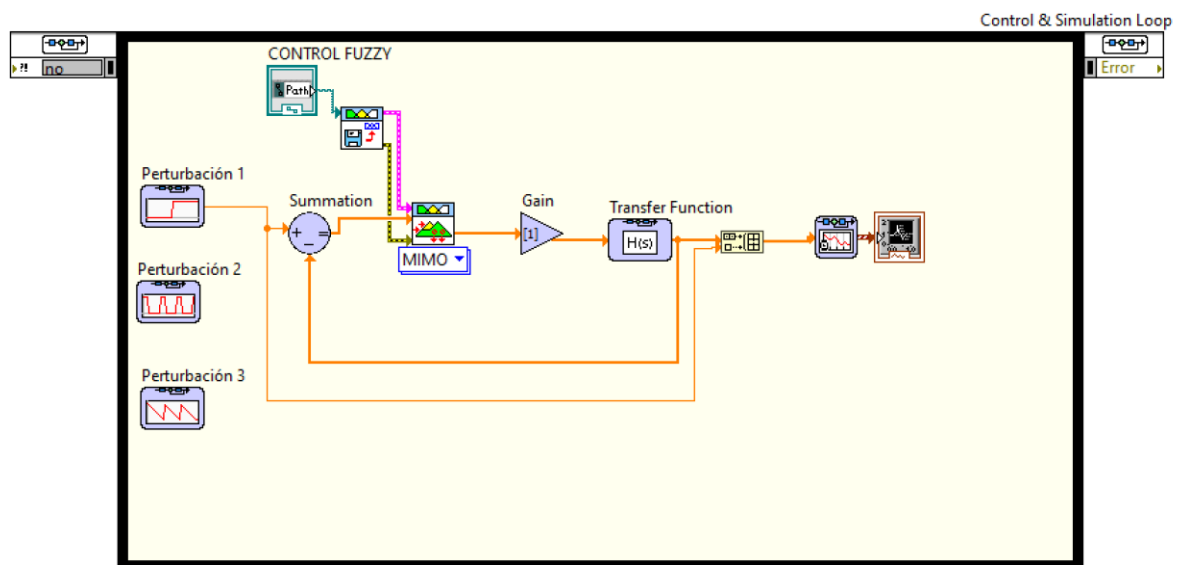 Control & Simulation Loop
?! no
Error
CONTROL FUZZY
Path
Perturbación 1
Summation
Gain
Transfer Function
+ - =
[1]
H(s)
MIMO
Perturbación 2
Perturbación 3